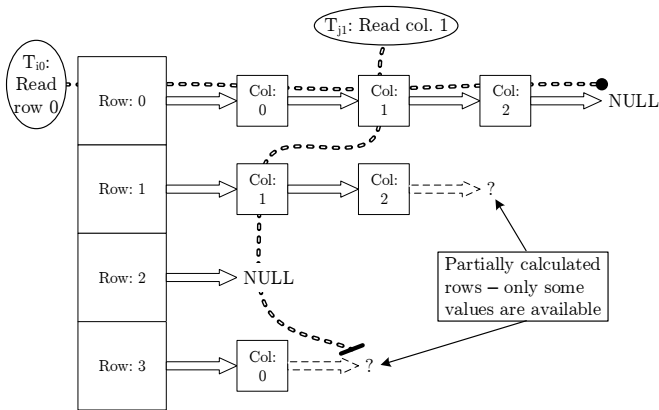 T_j1: Read col. 1
T_i0:
Read
row 0
Row: 0
Col:
0
Col:
1
Col:
2
NULL
Row: 1
Col:
1
Col:
2
?
Row: 2
NULL
Partially calculated
rows – only some
values are available
Row: 3
Col:
0
?